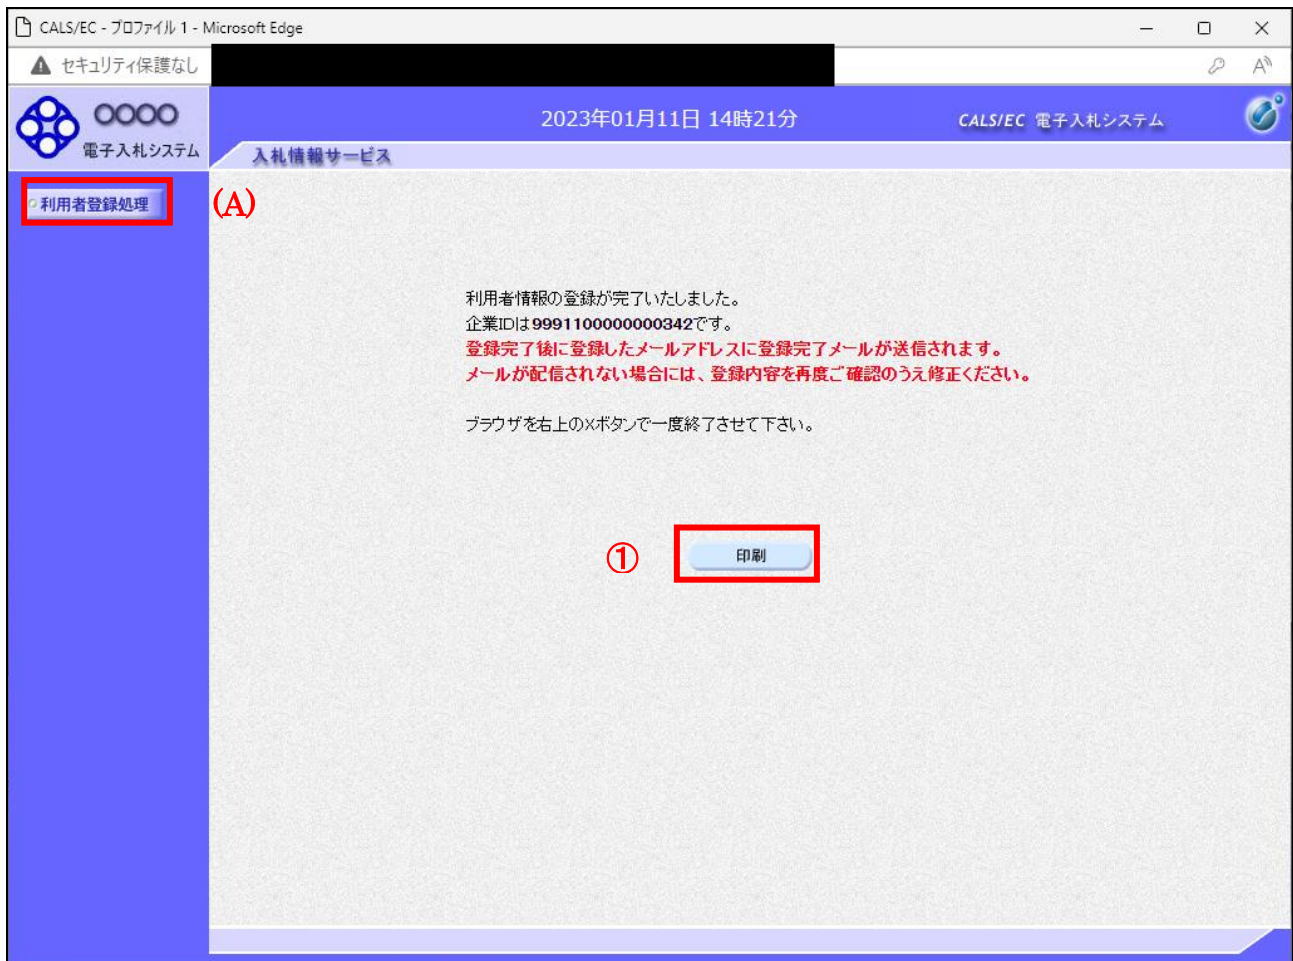 CALS/EC - プロファイル 1 - Microsoft Edge
セキュリティ保護なし
OOOO
電子入札システム
2023年01月11日 14時21分
CALS/EC 電子入札システム
入札情報サービス
利用者登録処理
(A)
利用者情報の登録が完了いたしました。
企業IDは9991100000000342です。
登録完了後に登録したメールアドレスに登録完了メールが送信されます。
メールが配信されない場合には、登録内容を再度ご確認のうえ修正ください。
ブラウザを右上の×ボタンで一度終了させて下さい。
①
印刷